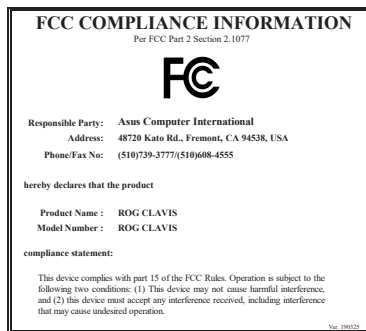 FCC COMPLIANCE INFORMATION
Per FCC Part 2 Section 2.1077
FC
Responsible Party: Asus Computer International
Address: 48720 Kato Rd., Fremont, CA 94538, USA
Phone/Fax No: (510)739-3777/(510)608-4555
hereby declares that the product
Product Name : ROG CLAVIS
Model Number : ROG CLAVIS
compliance statement:
This device complies with part 15 of the FCC Rules. Operation is subject to the
following two conditions: (1) This device may not cause harmful interference,
and (2) this device must accept any interference received, including interference
that may cause undesired operation.
Ver. 190325